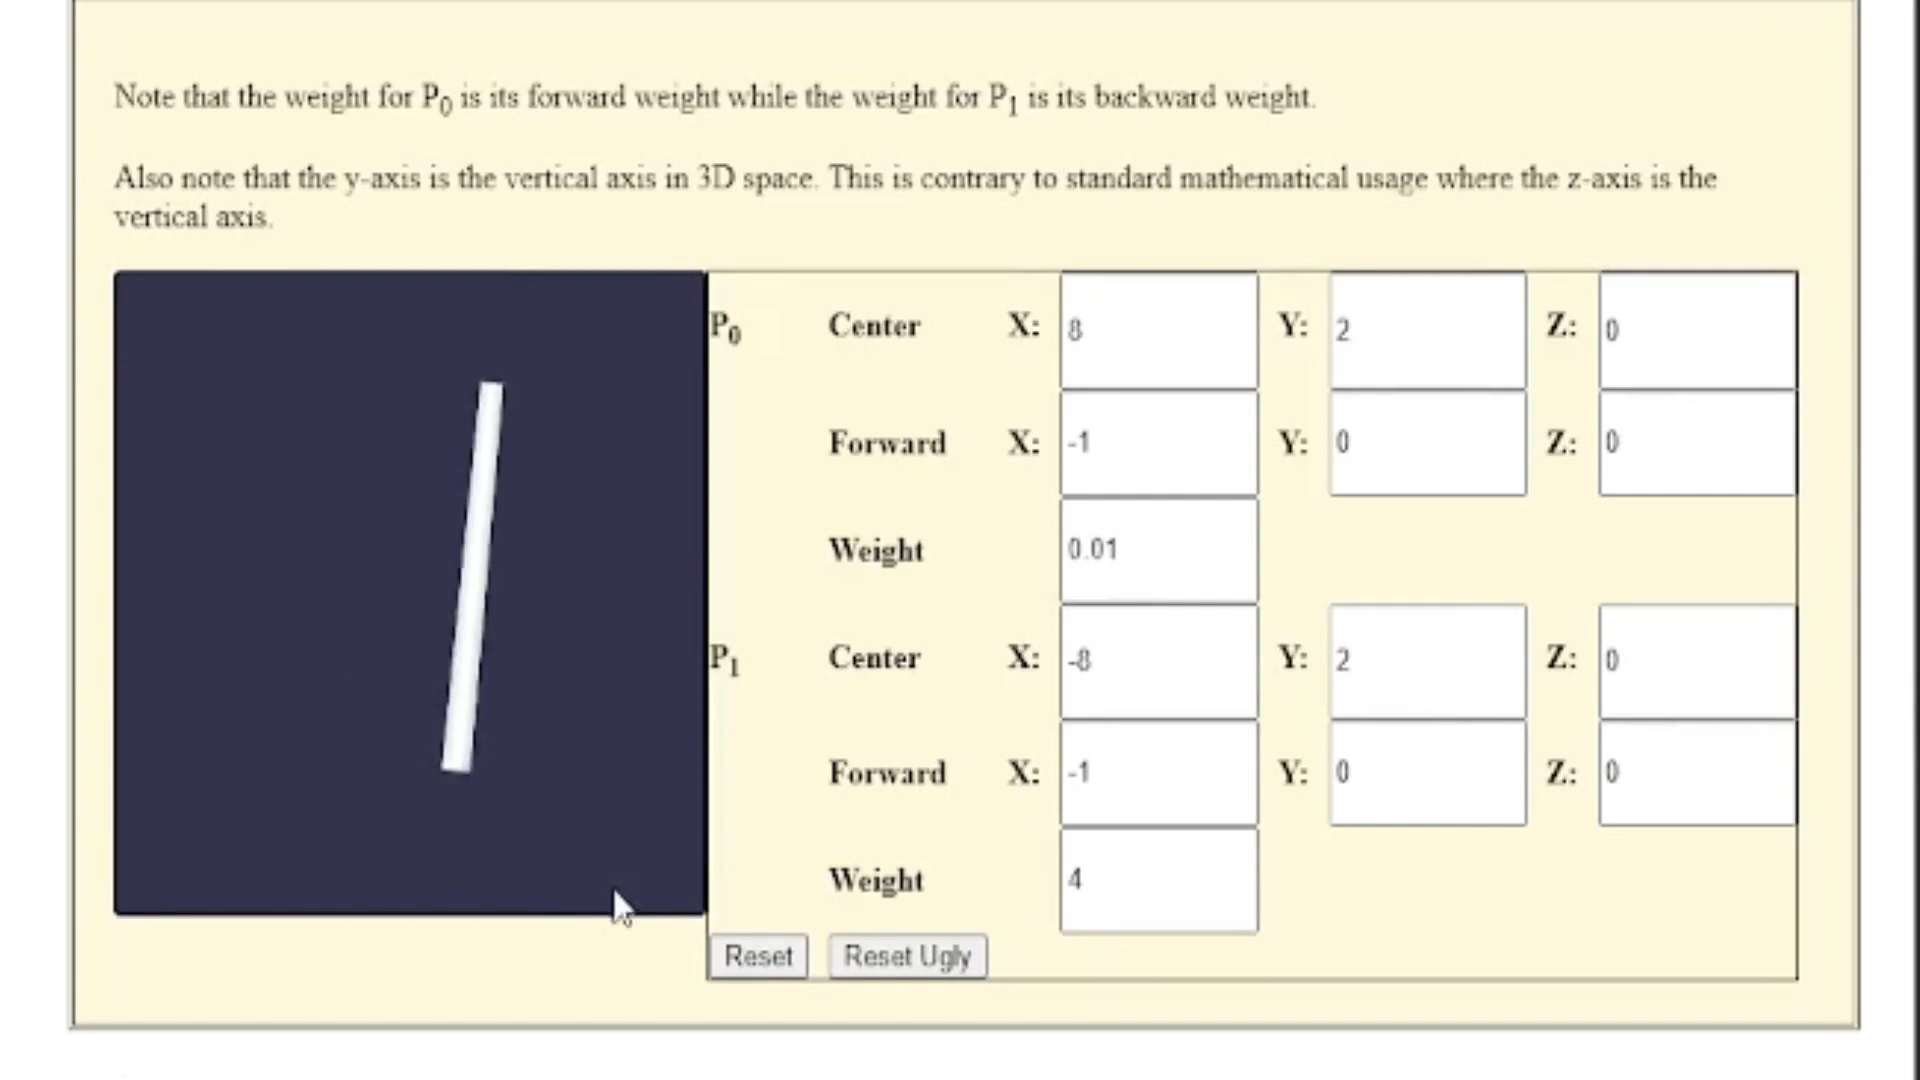 Note that the weight for P0 is its forward weight while the weight for P1 is its backward weight.
Also note that the y-axis is the vertical axis in 3D space. This is contrary to standard mathematical usage where the z-axis is the
vertical axis.
P0 Center X: 8 Y: 2 Z: 0
Forward X: -1 Y: 0 Z: 0
Weight 0.01
P1 Center X: -8 Y: 2 Z: 0
Forward X: -1 Y: 0 Z: 0
Weight 4
Reset Reset Ugly